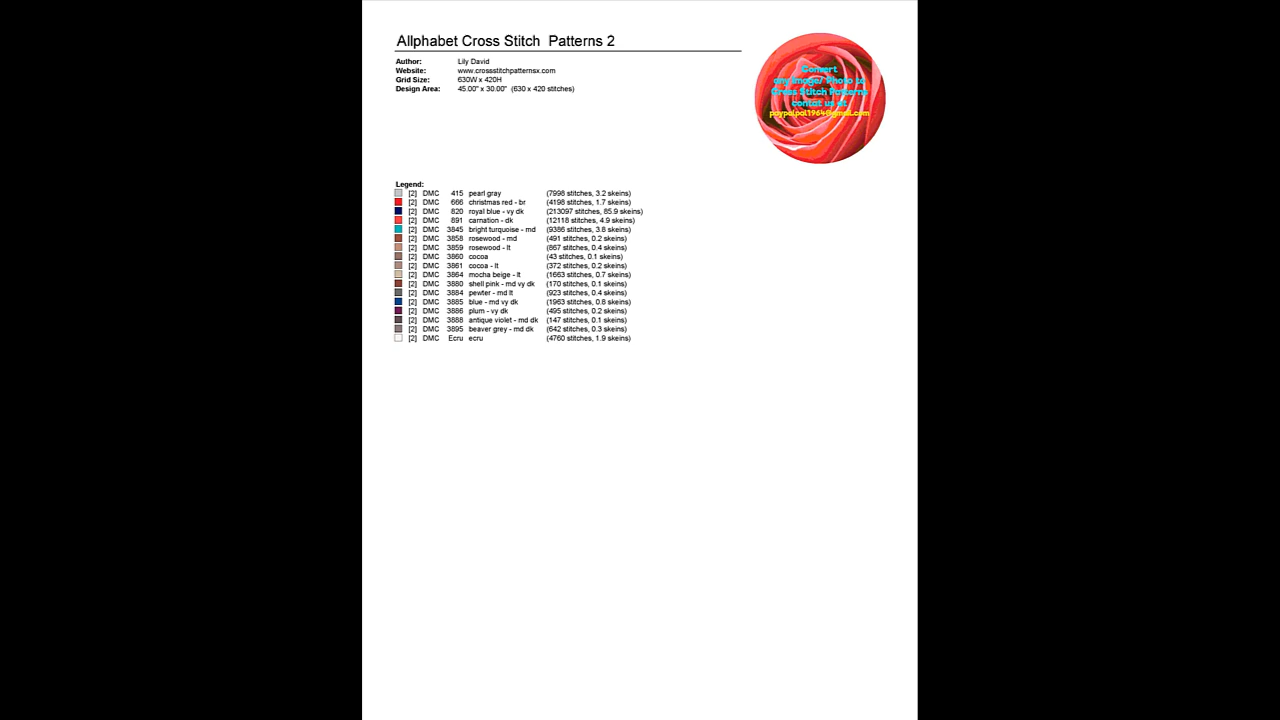 Allphabet Cross Stitch  Patterns 2
Author: Lily David
Website: www.crossstitchpatternsx.com
Grid Size: 630W x 420H
Design Area: 45.00" x 30.00" (630 x 420 stitches)
Convert
any image/ Photo to
Cross Stitch Patterns
contat us at
paypalpal1964@gmail.com
Legend:
[2] DMC 415 pearl gray (7998 stitches, 3.2 skeins)
[2] DMC 666 christmas red - br (4198 stitches, 1.7 skeins)
[2] DMC 820 royal blue - vy dk (213097 stitches, 85.9 skeins)
[2] DMC 891 carnation - dk (12118 stitches, 4.9 skeins)
[2] DMC 3845 bright turquoise - md (9386 stitches, 3.8 skeins)
[2] DMC 3858 rosewood - md (491 stitches, 0.2 skeins)
[2] DMC 3859 rosewood - lt (867 stitches, 0.4 skeins)
[2] DMC 3860 cocoa (43 stitches, 0.1 skeins)
[2] DMC 3861 cocoa - lt (372 stitches, 0.2 skeins)
[2] DMC 3864 mocha beige - lt (1663 stitches, 0.7 skeins)
[2] DMC 3880 shell pink - md vy dk (170 stitches, 0.1 skeins)
[2] DMC 3884 pewter - md lt (923 stitches, 0.4 skeins)
[2] DMC 3885 blue - md vy dk (1963 stitches, 0.8 skeins)
[2] DMC 3886 plum - vy dk (495 stitches, 0.2 skeins)
[2] DMC 3888 antique violet - md dk (147 stitches, 0.1 skeins)
[2] DMC 3895 beaver grey - md dk (642 stitches, 0.3 skeins)
[2] DMC Ecru ecru (4760 stitches, 1.9 skeins)